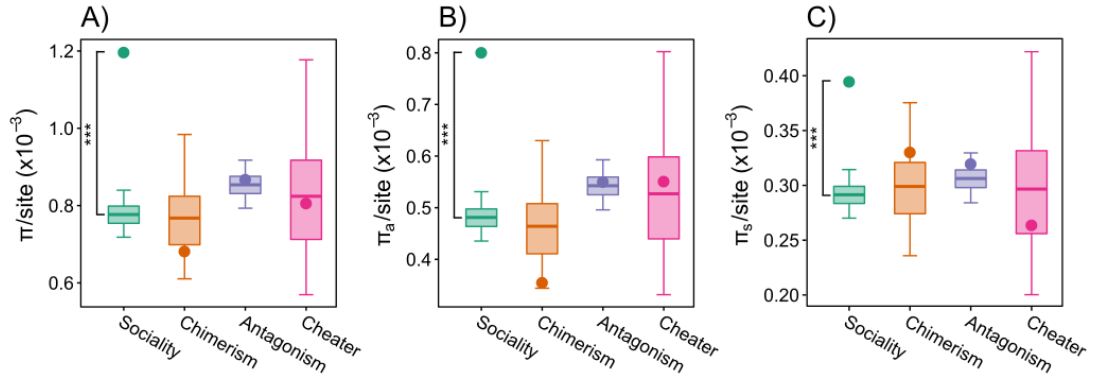 A)
π/site (x10⁻³)
1.2
1.0
0.8
0.6
***
Sociality
Chimerism
Antagonism
Cheater
B)
πₐ/site (x10⁻³)
0.8
0.7
0.6
0.5
0.4
***
Sociality
Chimerism
Antagonism
Cheater
C)
πₛ/site (x10⁻³)
0.40
0.35
0.30
0.25
0.20
***
Sociality
Chimerism
Antagonism
Cheater